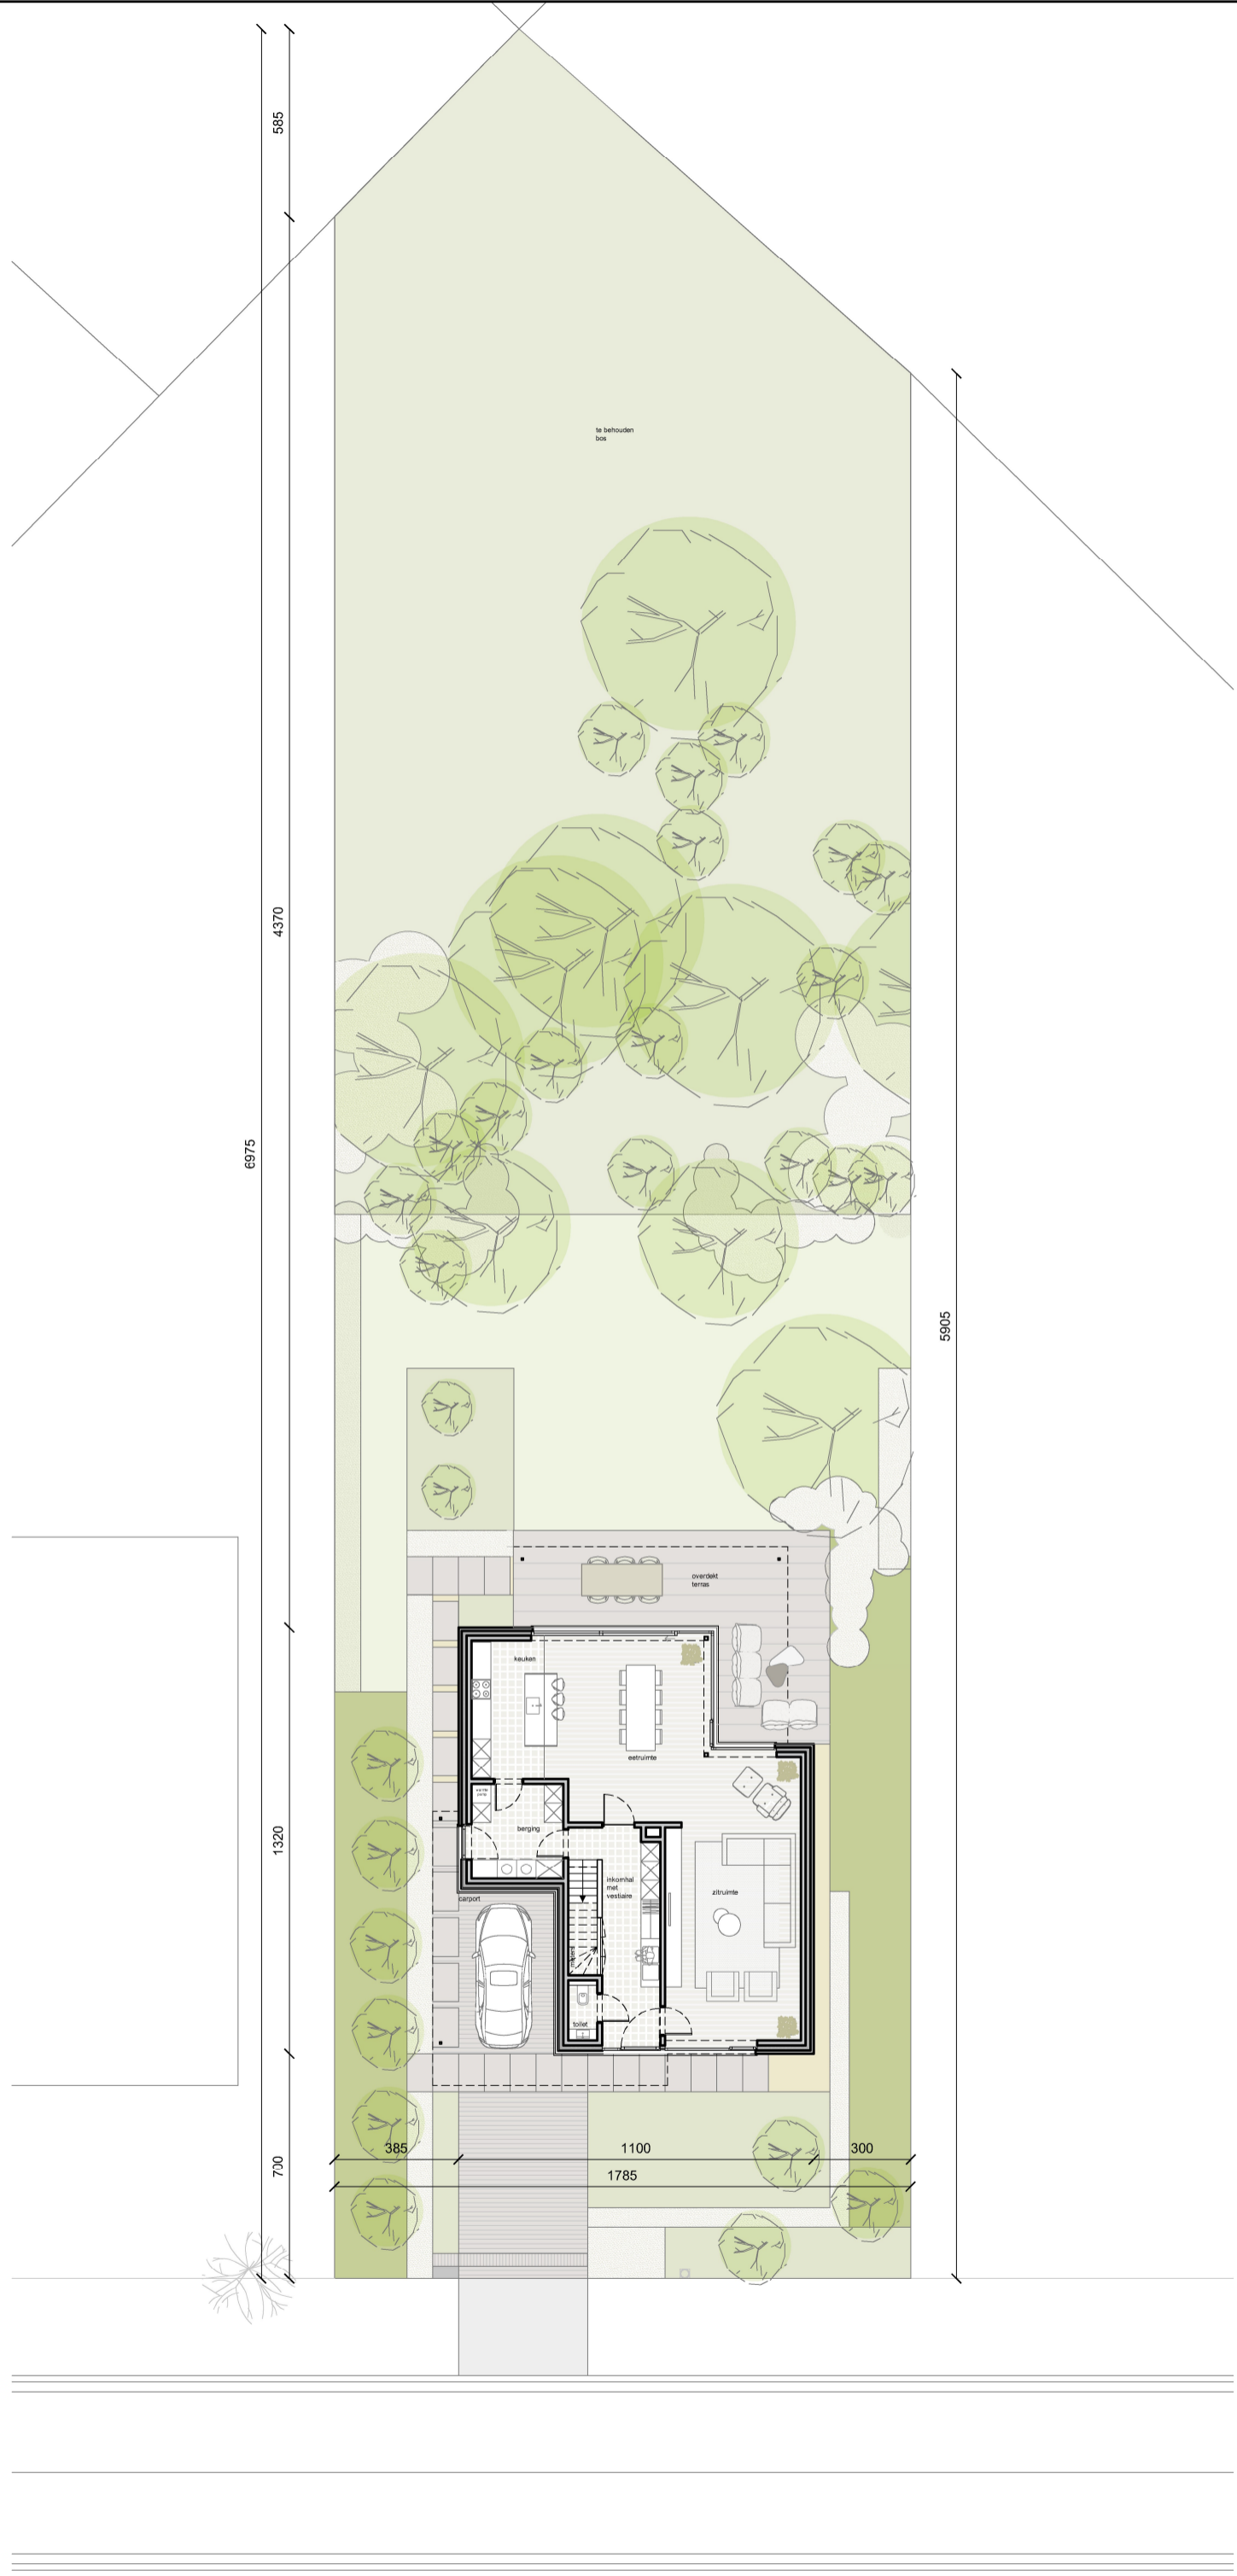 585
te behouden
bos
4370
6975
5905
overdekt
terras
keuken
eetruimte
berging
1320
inkomhal
met
vestiaire
zitruimte
carport
toilet
385
1100
300
700
1785